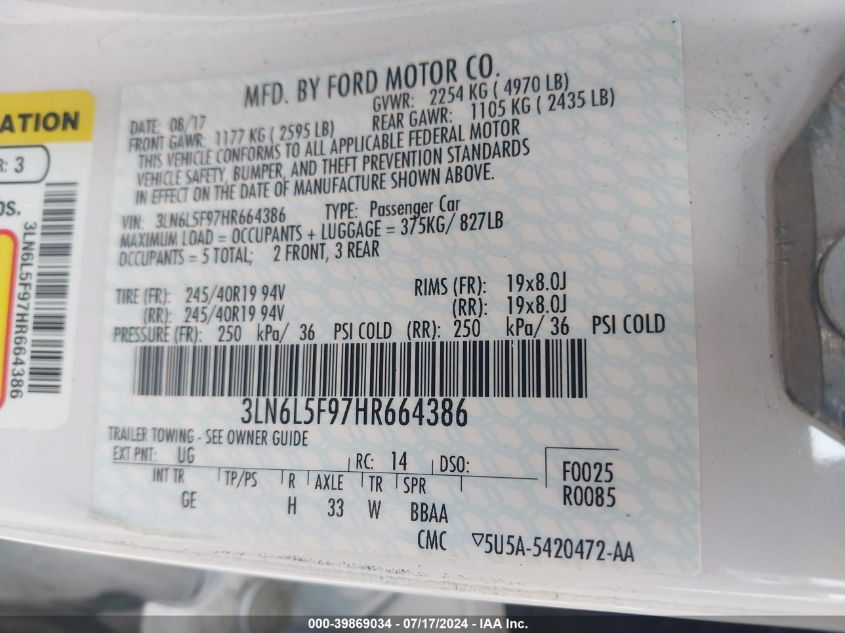 MFD. BY FORD MOTOR CO.
DATE: 08/17 GVWR: 2254 KG ( 4970 LB)
FRONT GAWR: 1177 KG ( 2595 LB) REAR GAWR: 1105 KG ( 2435 LB)
THIS VEHICLE CONFORMS TO ALL APPLICABLE FEDERAL MOTOR
VEHICLE SAFETY, BUMPER, AND THEFT PREVENTION STANDARDS
IN EFFECT ON THE DATE OF MANUFACTURE SHOWN ABOVE.
VIN: 3LN6L5F97HR664386 TYPE: Passenger Car
MAXIMUM LOAD = OCCUPANTS + LUGGAGE = 375KG/ 827LB
OCCUPANTS = 5 TOTAL; 2 FRONT, 3 REAR
TIRE (FR): 245/40R19 94V RIMS (FR): 19x8.0J
(RR): 245/40R19 94V (RR): 19x8.0J
PRESSURE (FR): 250 kPa/ 36 PSI COLD (RR): 250 kPa/ 36 PSI COLD
3LN6L5F97HR664386
TRAILER TOWING - SEE OWNER GUIDE
EXT PNT: UG RC: 14 DSO:
INT TR TP/PS R AXLE TR SPR
GE H 33 W BBAA
F0025
R0085
CMC ▽5U5A-5420472-AA
ATION
R: 3
3LN6L5F97HR664386
000-39869034 - 07/17/2024 - IAAI Inc.